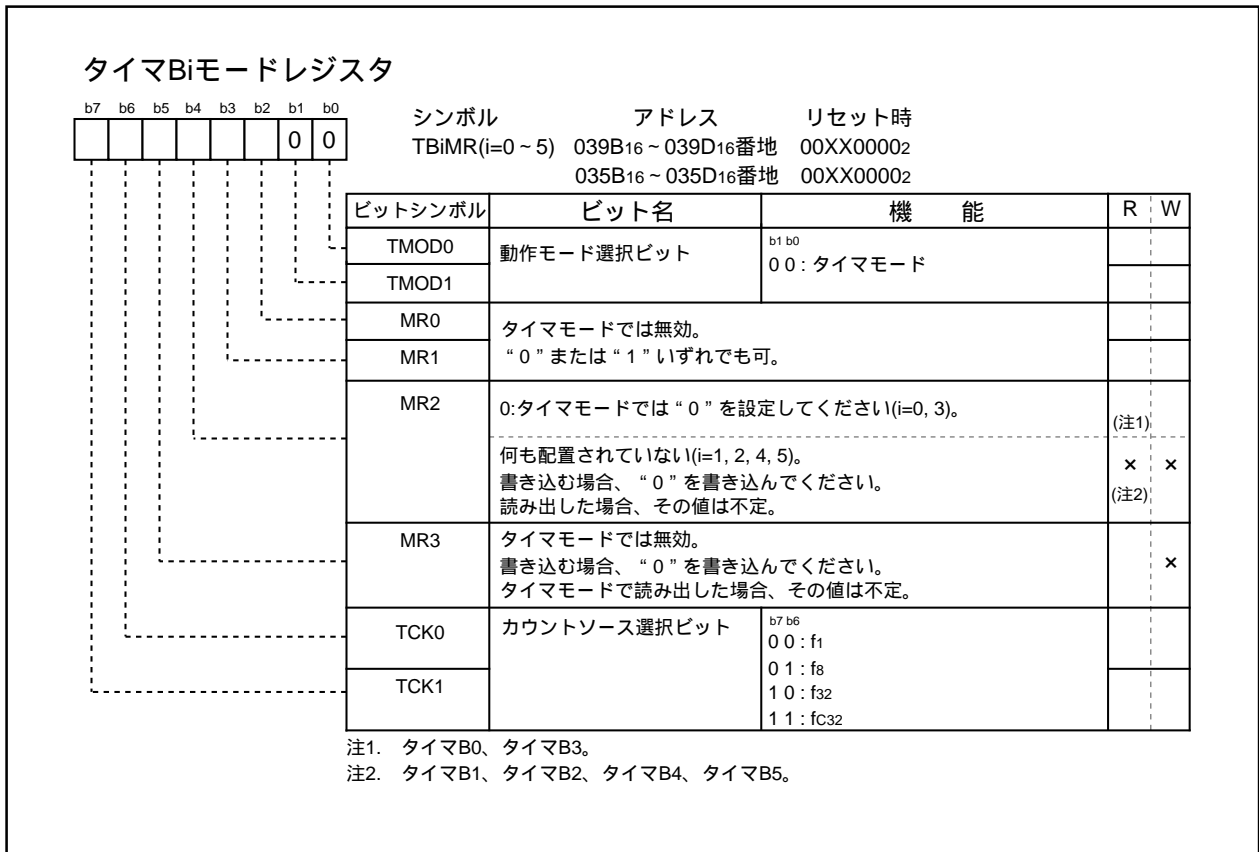 タイマBiモードレジスタ
b7 b6 b5 b4 b3 b2 b1 b0
0 0
シンボル アドレス リセット時
TBiMR(i=0~5) 039B16~039D16番地 00XX00002
035B16~035D16番地 00XX00002
ビットシンボル ビット名 機 能 R W
TMOD0 動作モード選択ビット b1 b0
0 0 : タイマモード
TMOD1
MR0 タイマモードでは無効。
MR1 “0”または“1”いずれでも可。
MR2 0:タイマモードでは“0”を設定してください(i=0, 3)。
(注1)
何も配置されていない(i=1, 2, 4, 5)。
書き込む場合、“0”を書き込んでください。 × ×
読み出した場合、その値は不定。 (注2)
MR3 タイマモードでは無効。
書き込む場合、“0”を書き込んでください。 ×
タイマモードで読み出した場合、その値は不定。
TCK0 カウントソース選択ビット b7 b6
0 0 : f1
0 1 : f8
TCK1 1 0 : f32
1 1 : fC32
注1. タイマB0、タイマB3。
注2. タイマB1、タイマB2、タイマB4、タイマB5。